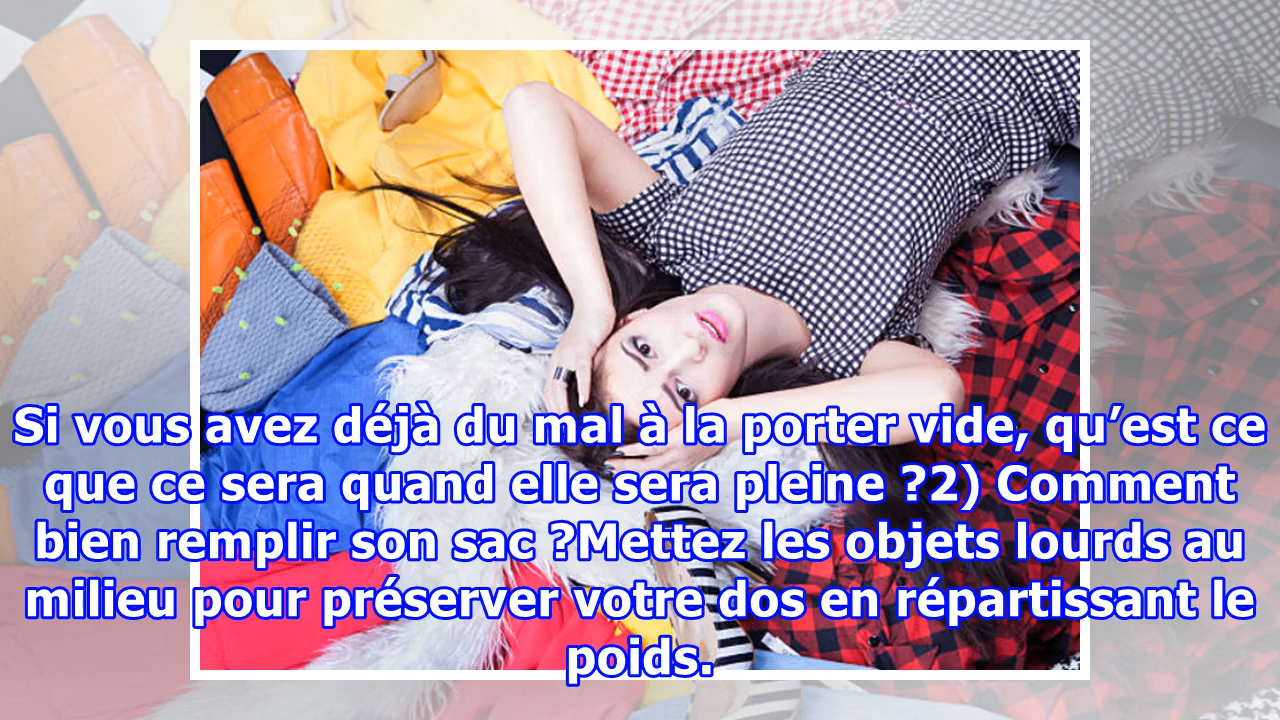 Si vous avez déjà du mal à la porter vide, qu’est ce
que ce sera quand elle sera pleine ?2) Comment
bien remplir son sac ?Mettez les objets lourds au
milieu pour préserver votre dos en répartissant le
poids.